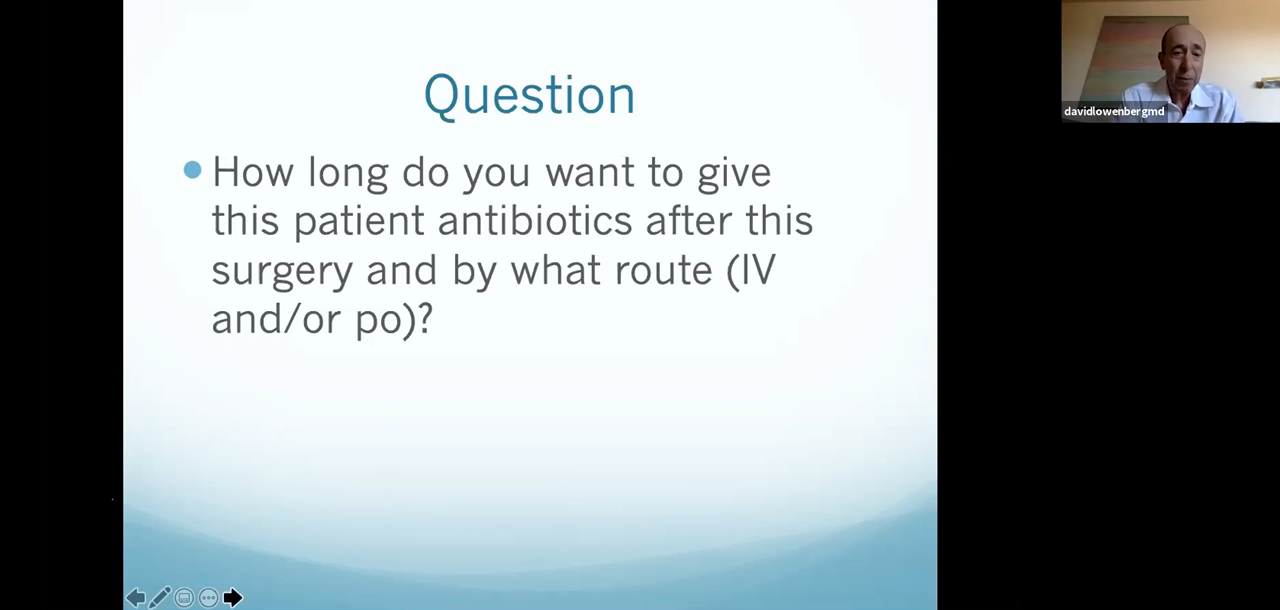 Question
How long do you want to give
this patient antibiotics after this
surgery and by what route (IV
and/or po)?
davidlowenbergmd